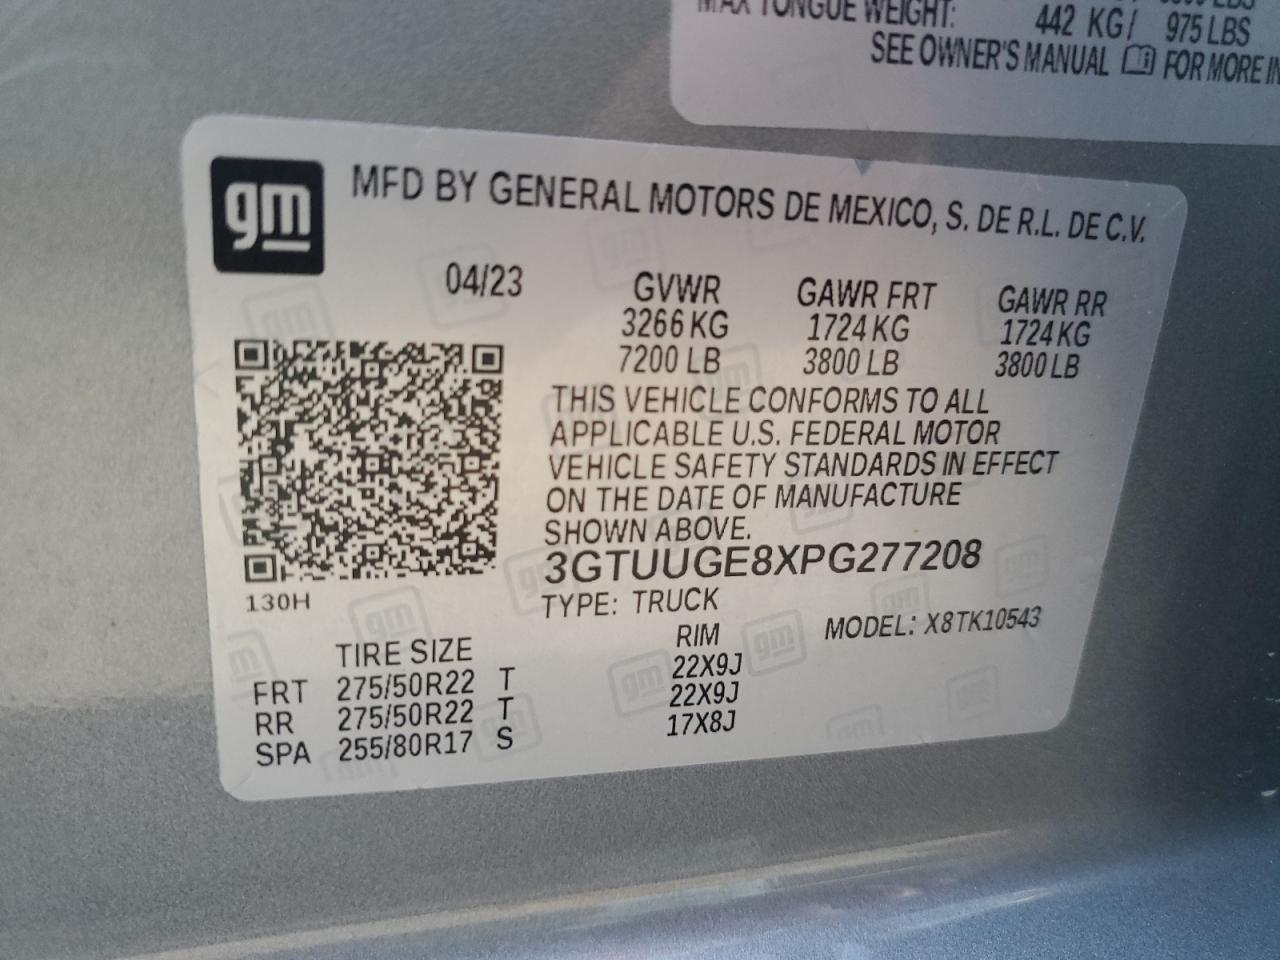 MAX TONGUE WEIGHT: 442 KG/ 975 LBS
SEE OWNER'S MANUAL FOR MORE
gm
MFD BY GENERAL MOTORS DE MEXICO, S. DE R.L. DE C.V.
04/23 GVWR GAWR FRT GAWR RR
3266 KG 1724 KG 1724 KG
7200 LB 3800 LB 3800 LB
THIS VEHICLE CONFORMS TO ALL
APPLICABLE U.S. FEDERAL MOTOR
VEHICLE SAFETY STANDARDS IN EFFECT
ON THE DATE OF MANUFACTURE
SHOWN ABOVE.
3GTUUGE8XPG277208
130H
TYPE: TRUCK
MODEL: X8TK10543
TIRE SIZE RIM
FRT 275/50R22 T 22X9J
RR 275/50R22 T 22X9J
SPA 255/80R17 S 17X8J